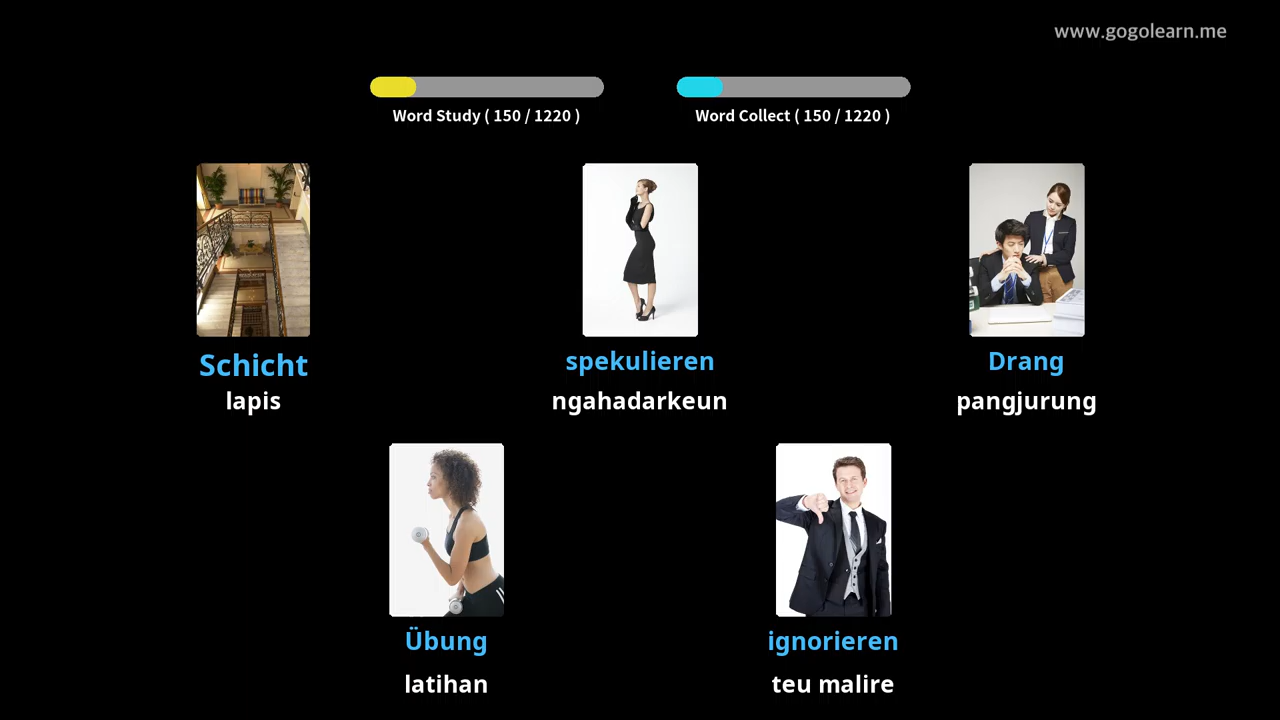 www.gogolearn.me
Word Study ( 150 / 1220 )
Word Collect ( 150 / 1220 )
Schicht
lapis
spekulieren
ngahadarkeun
Drang
pangjurung
Übung
latihan
ignorieren
teu malire